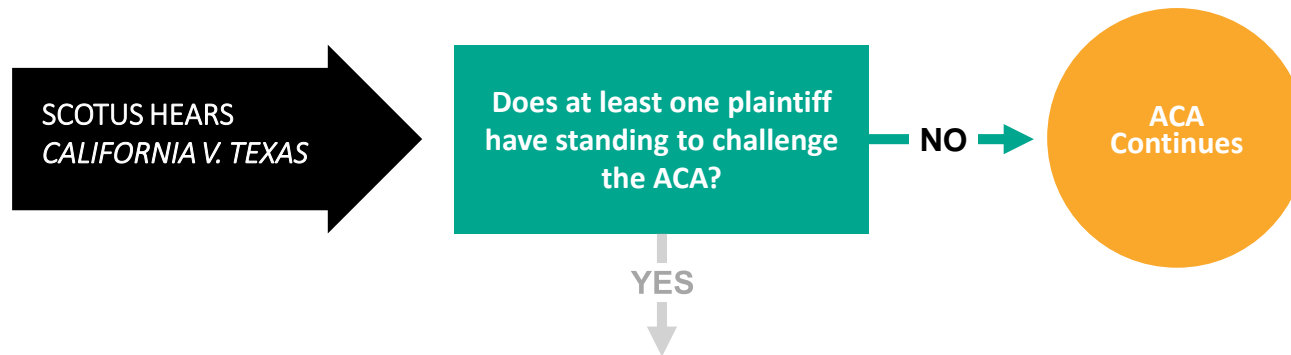 SCOTUS HEARS
CALIFORNIA V. TEXAS
Does at least one plaintiff
have standing to challenge
the ACA?
NO
ACA
Continues
YES